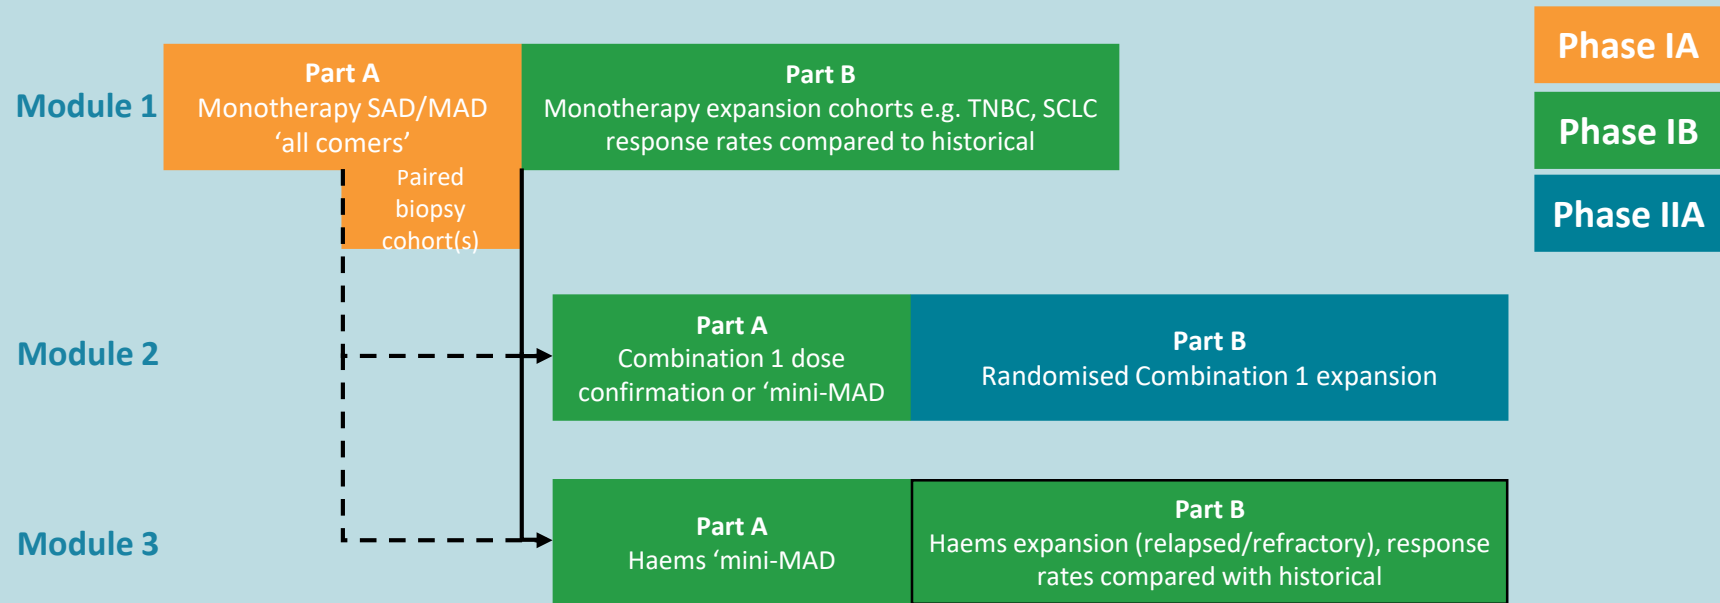 Module 1
Part A
Monotherapy SAD/MAD
‘all comers’
Paired
biopsy
cohort(s)
Part B
Monotherapy expansion cohorts e.g. TNBC, SCLC
response rates compared to historical
Phase IA
Phase IB
Phase IIA
Module 2
Part A
Combination 1 dose
confirmation or ‘mini-MAD
Part B
Randomised Combination 1 expansion
Module 3
Part A
Haems ‘mini-MAD
Part B
Haems expansion (relapsed/refractory), response
rates compared with historical